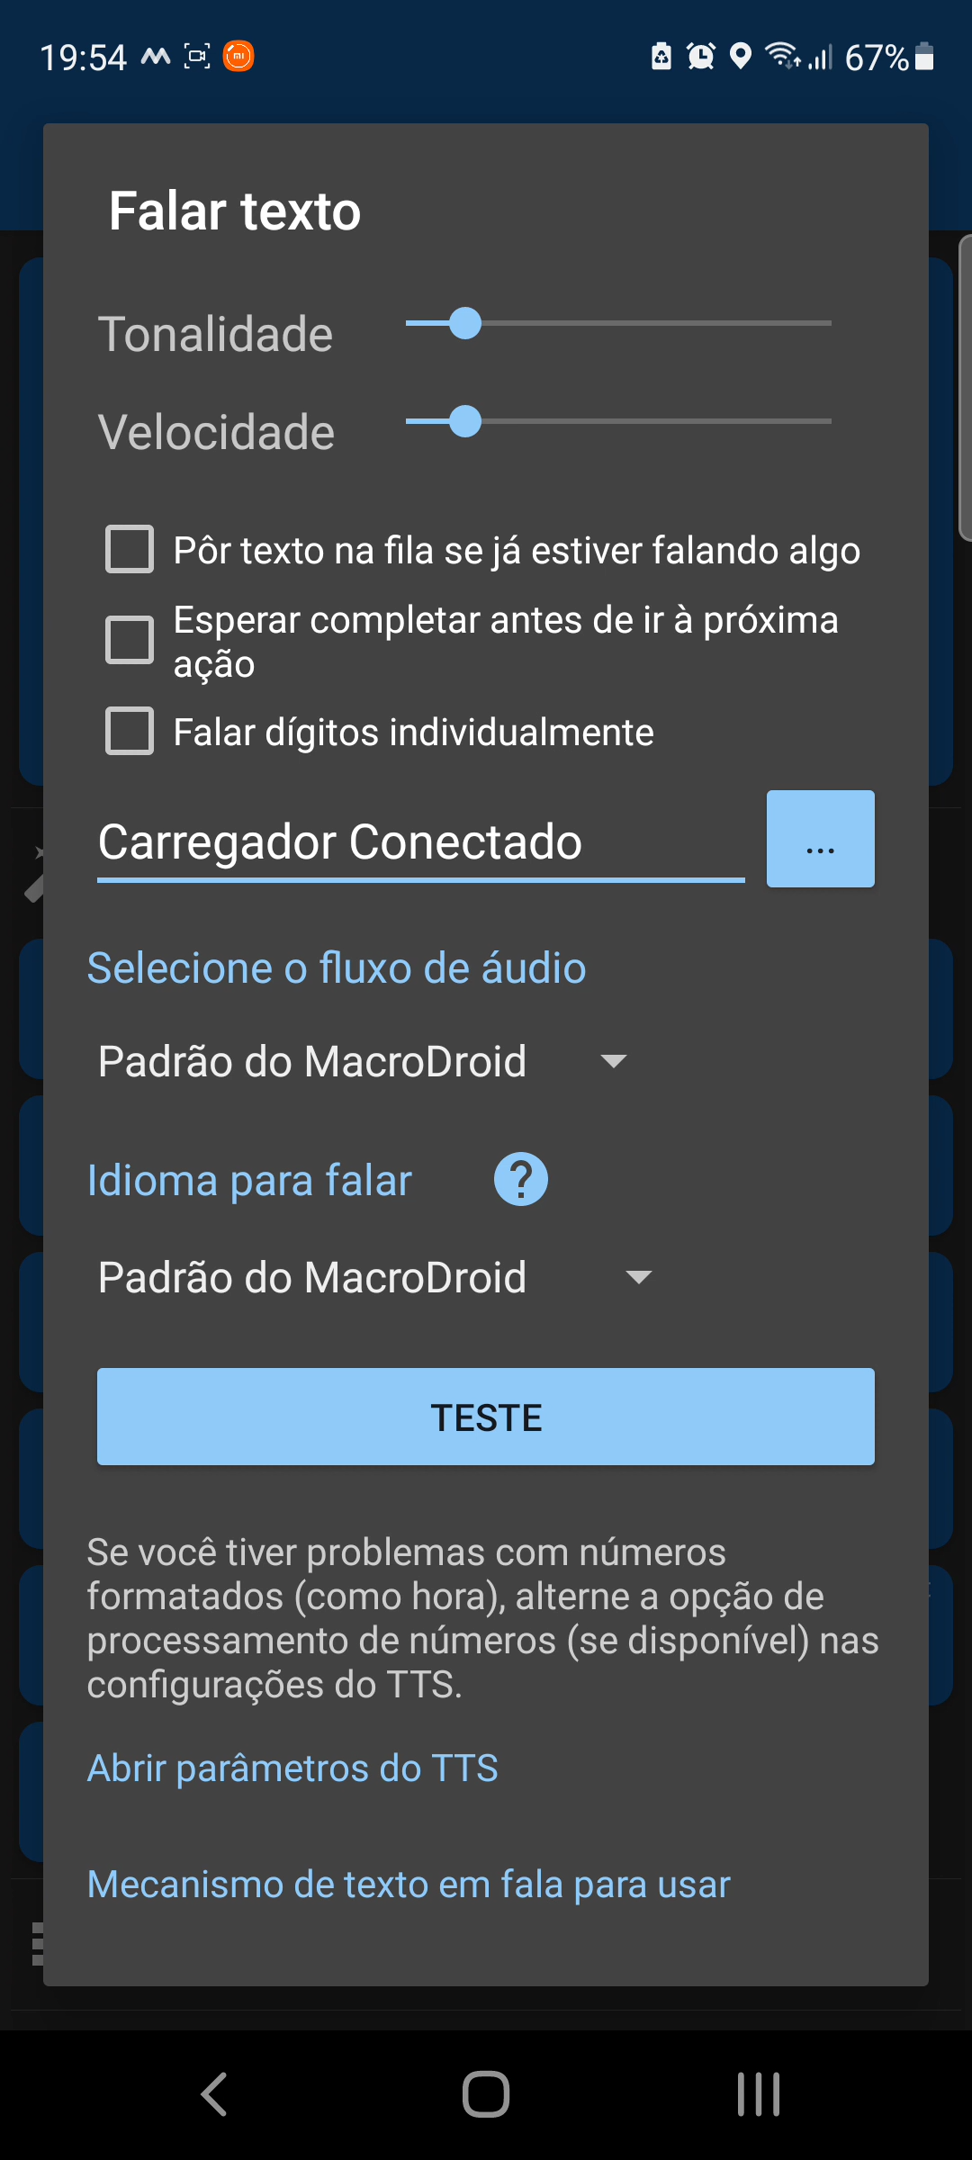 19:54
67%
Falar texto
Tonalidade
Velocidade
Pôr texto na fila se já estiver falando algo
Esperar completar antes de ir à próxima
ação
Falar dígitos individualmente
Carregador Conectado
...
Selecione o fluxo de áudio
Padrão do MacroDroid
Idioma para falar
?
Padrão do MacroDroid
TESTE
Se você tiver problemas com números
formatados (como hora), alterne a opção de
processamento de números (se disponível) nas
configurações do TTS.
Abrir parâmetros do TTS
Mecanismo de texto em fala para usar